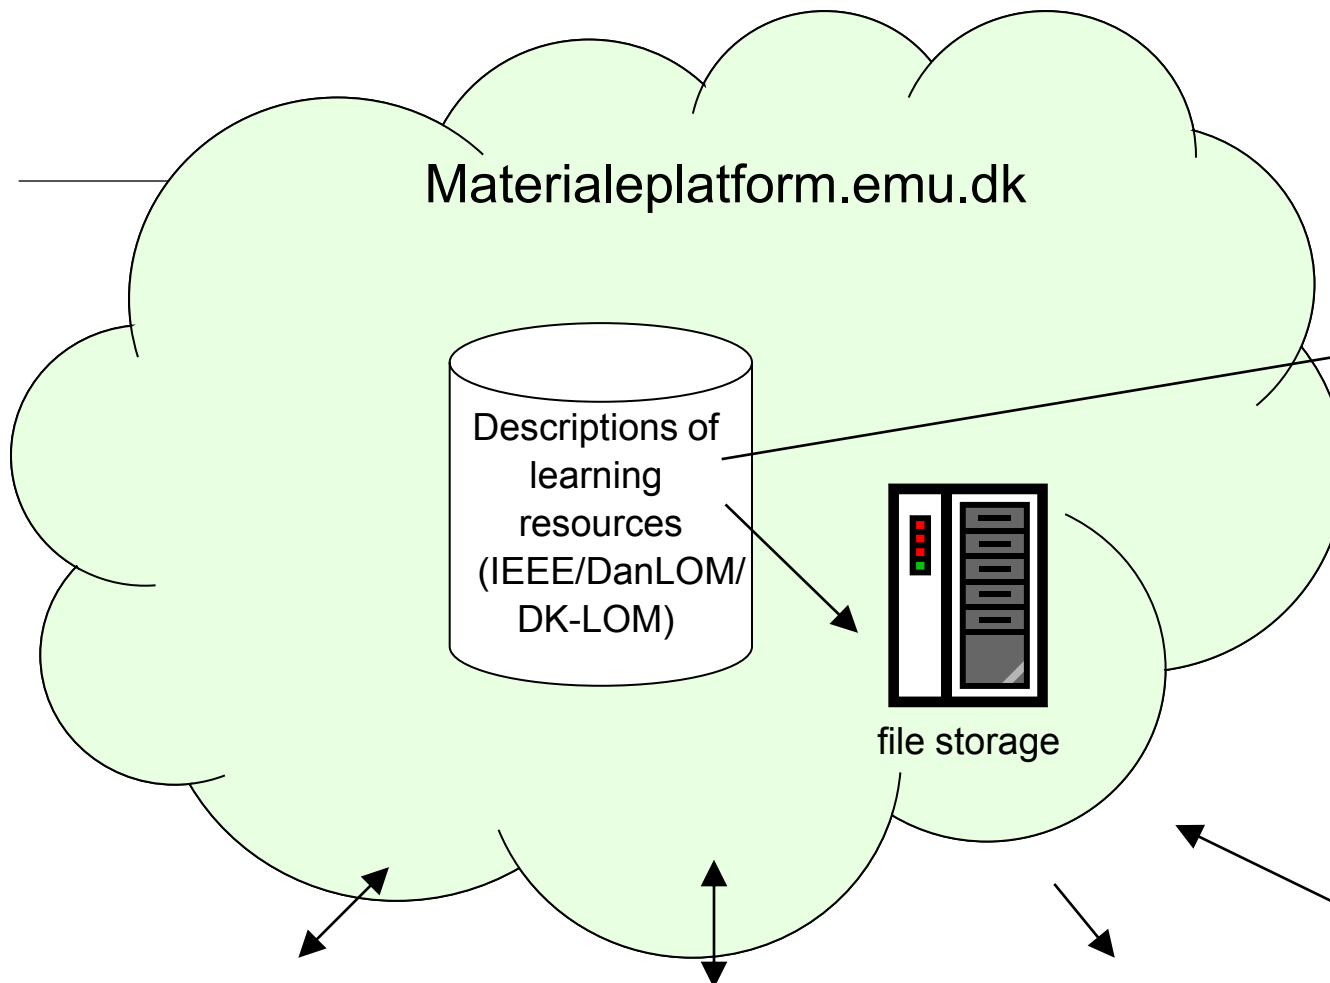 Materialeplatform.emu.dk
Descriptions of
learning
resources
(IEEE/DanLOM/
DK-LOM)
file storage